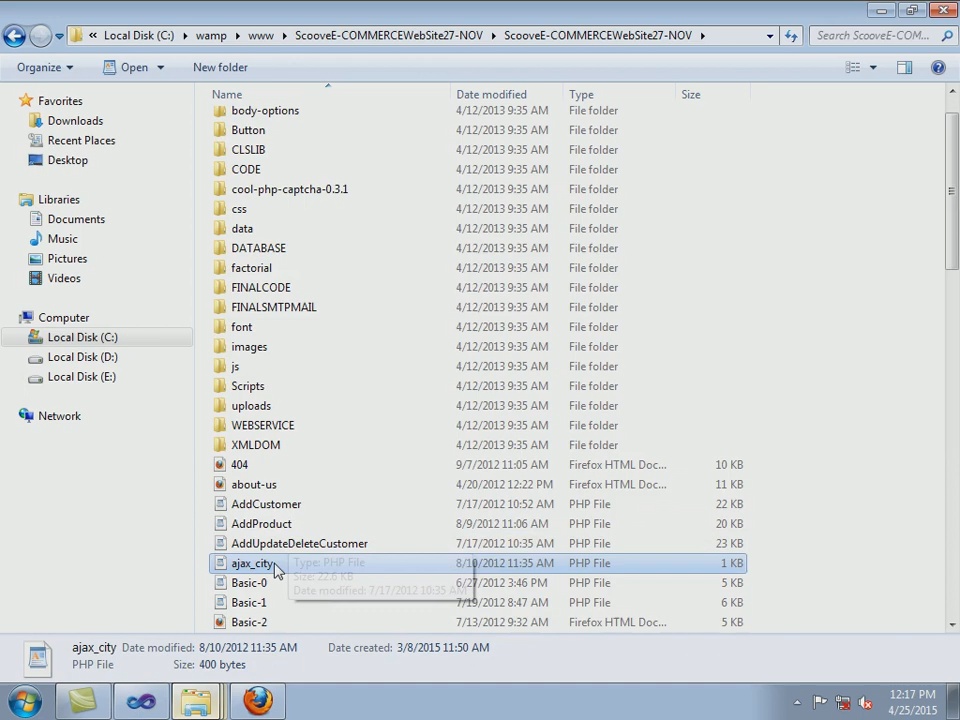 « Local Disk (C:) ▸ wamp ▸ www ▸ ScooveE-COMMERCEWebSite27-NOV ▸ ScooveE-COMMERCEWebSite27-NOV ▸
Search ScooveE-COM...
Organize Open New folder
Name Date modified Type Size
Favorites
Downloads
Recent Places
Desktop
Libraries
Documents
Music
Pictures
Videos
Computer
Local Disk (C:)
Local Disk (D:)
Local Disk (E:)
Network
body-options 4/12/2013 9:35 AM File folder
Button 4/12/2013 9:35 AM File folder
CLSLIB 4/12/2013 9:35 AM File folder
CODE 4/12/2013 9:35 AM File folder
cool-php-captcha-0.3.1 4/12/2013 9:35 AM File folder
css 4/12/2013 9:35 AM File folder
data 4/12/2013 9:35 AM File folder
DATABASE 4/12/2013 9:35 AM File folder
factorial 4/12/2013 9:35 AM File folder
FINALCODE 4/12/2013 9:35 AM File folder
FINALSMTPMAIL 4/12/2013 9:35 AM File folder
font 4/12/2013 9:35 AM File folder
images 4/12/2013 9:35 AM File folder
js 4/12/2013 9:35 AM File folder
Scripts 4/12/2013 9:35 AM File folder
uploads 4/12/2013 9:35 AM File folder
WEBSERVICE 4/12/2013 9:35 AM File folder
XMLDOM 4/12/2013 9:35 AM File folder
404 9/7/2012 11:05 AM Firefox HTML Doc... 10 KB
about-us 4/20/2012 12:22 PM Firefox HTML Doc... 11 KB
AddCustomer 7/17/2012 10:52 AM PHP File 22 KB
AddProduct 8/9/2012 11:06 AM PHP File 22 KB
AddUpdateDeleteCustomer 7/17/2012 10:35 AM PHP File 23 KB
ajax_city 8/10/2012 11:35 AM PHP File 1 KB
Type: PHP File
Size: 22.6 KB
Date modified: 7/17/2012 10:35 AM
Basic-0 6/27/2012 3:46 PM PHP File 5 KB
Basic-1 7/19/2012 8:47 AM PHP File 5 KB
Basic-2 7/13/2012 9:32 AM Firefox HTML Doc... 5 KB
ajax_city Date modified: 8/10/2012 11:35 AM Date created: 3/8/2015 11:50 AM
PHP File Size: 400 bytes
12:17 PM
4/25/2015